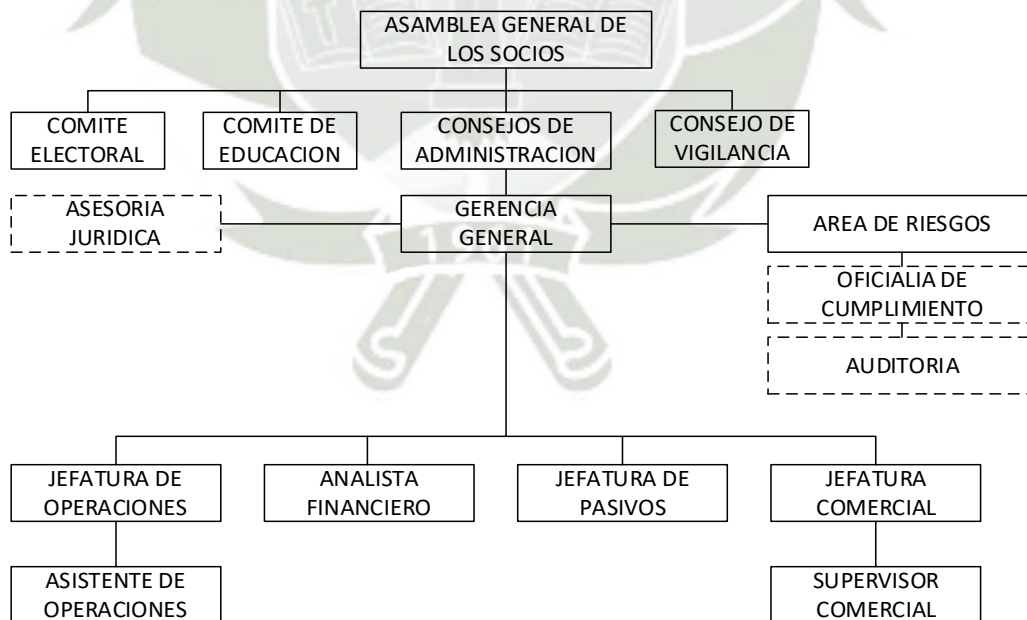 ASAMBLEA GENERAL DE
LOS SOCIOS
COMITE
ELECTORAL
COMITE DE
EDUCACION
CONSEJOS DE
ADMINISTRACION
CONSEJO DE
VIGILANCIA
ASESORIA
JURIDICA
GERENCIA
GENERAL
AREA DE RIESGOS
OFICIALIA DE
CUMPLIMIENTO
AUDITORIA
JEFATURA DE
OPERACIONES
ANALISTA
FINANCIERO
JEFATURA DE
PASIVOS
JEFATURA
COMERCIAL
ASISTENTE DE
OPERACIONES
SUPERVISOR
COMERCIAL